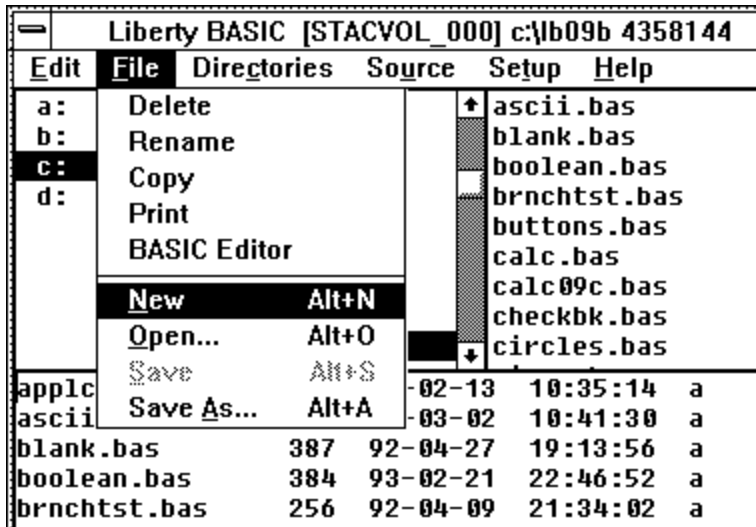 Liberty BASIC [STACVOL_000] c:\lb09b 4358144
Edit File Directories Source Setup Help
a:
b:
c:
d:
Delete
Rename
Copy
Print
BASIC Editor
New Alt+N
Open... Alt+O
Save Alt+S
Save As... Alt+A
ascii.bas
blank.bas
boolean.bas
brnchtst.bas
buttons.bas
calc.bas
calc09c.bas
checkbk.bas
circles.bas
applc -02-13 10:35:14 a
ascii -03-02 10:41:30 a
blank.bas 387 92-04-27 19:13:56 a
boolean.bas 384 93-02-21 22:46:52 a
brnchtst.bas 256 92-04-09 21:34:02 a